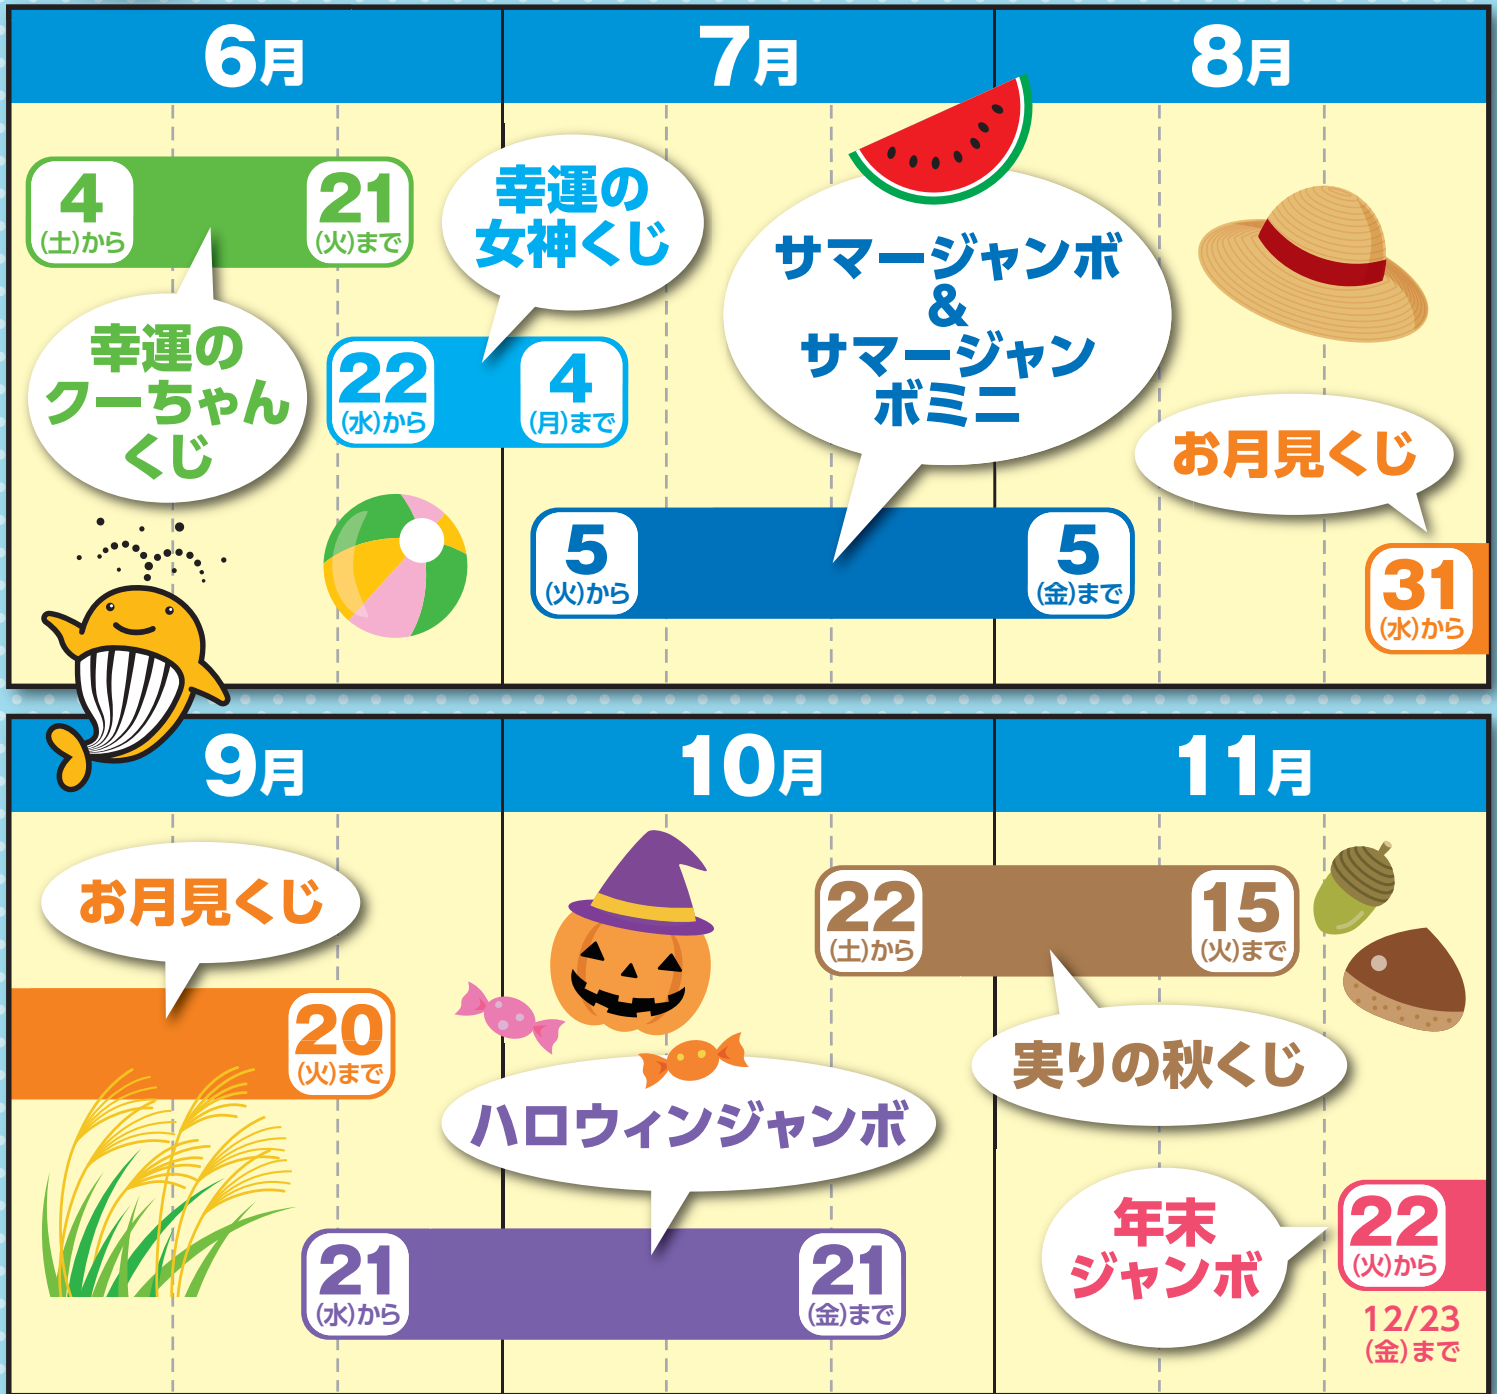 6月
7月
8月
4
(土)から
21
(火)まで
幸運の
クーちゃん
くじ
幸運の
女神くじ
22
(水)から
4
(月)まで
サマージャンボ
&
サマージャン
ボミニ
5
(火)から
5
(金)まで
お月見くじ
31
(水)から
9月
10月
11月
お月見くじ
20
(火)まで
ハロウィンジャンボ
21
(水)から
21
(金)まで
22
(土)から
15
(火)まで
実りの秋くじ
年末
ジャンボ
22
(火)から
12/23
(金)まで